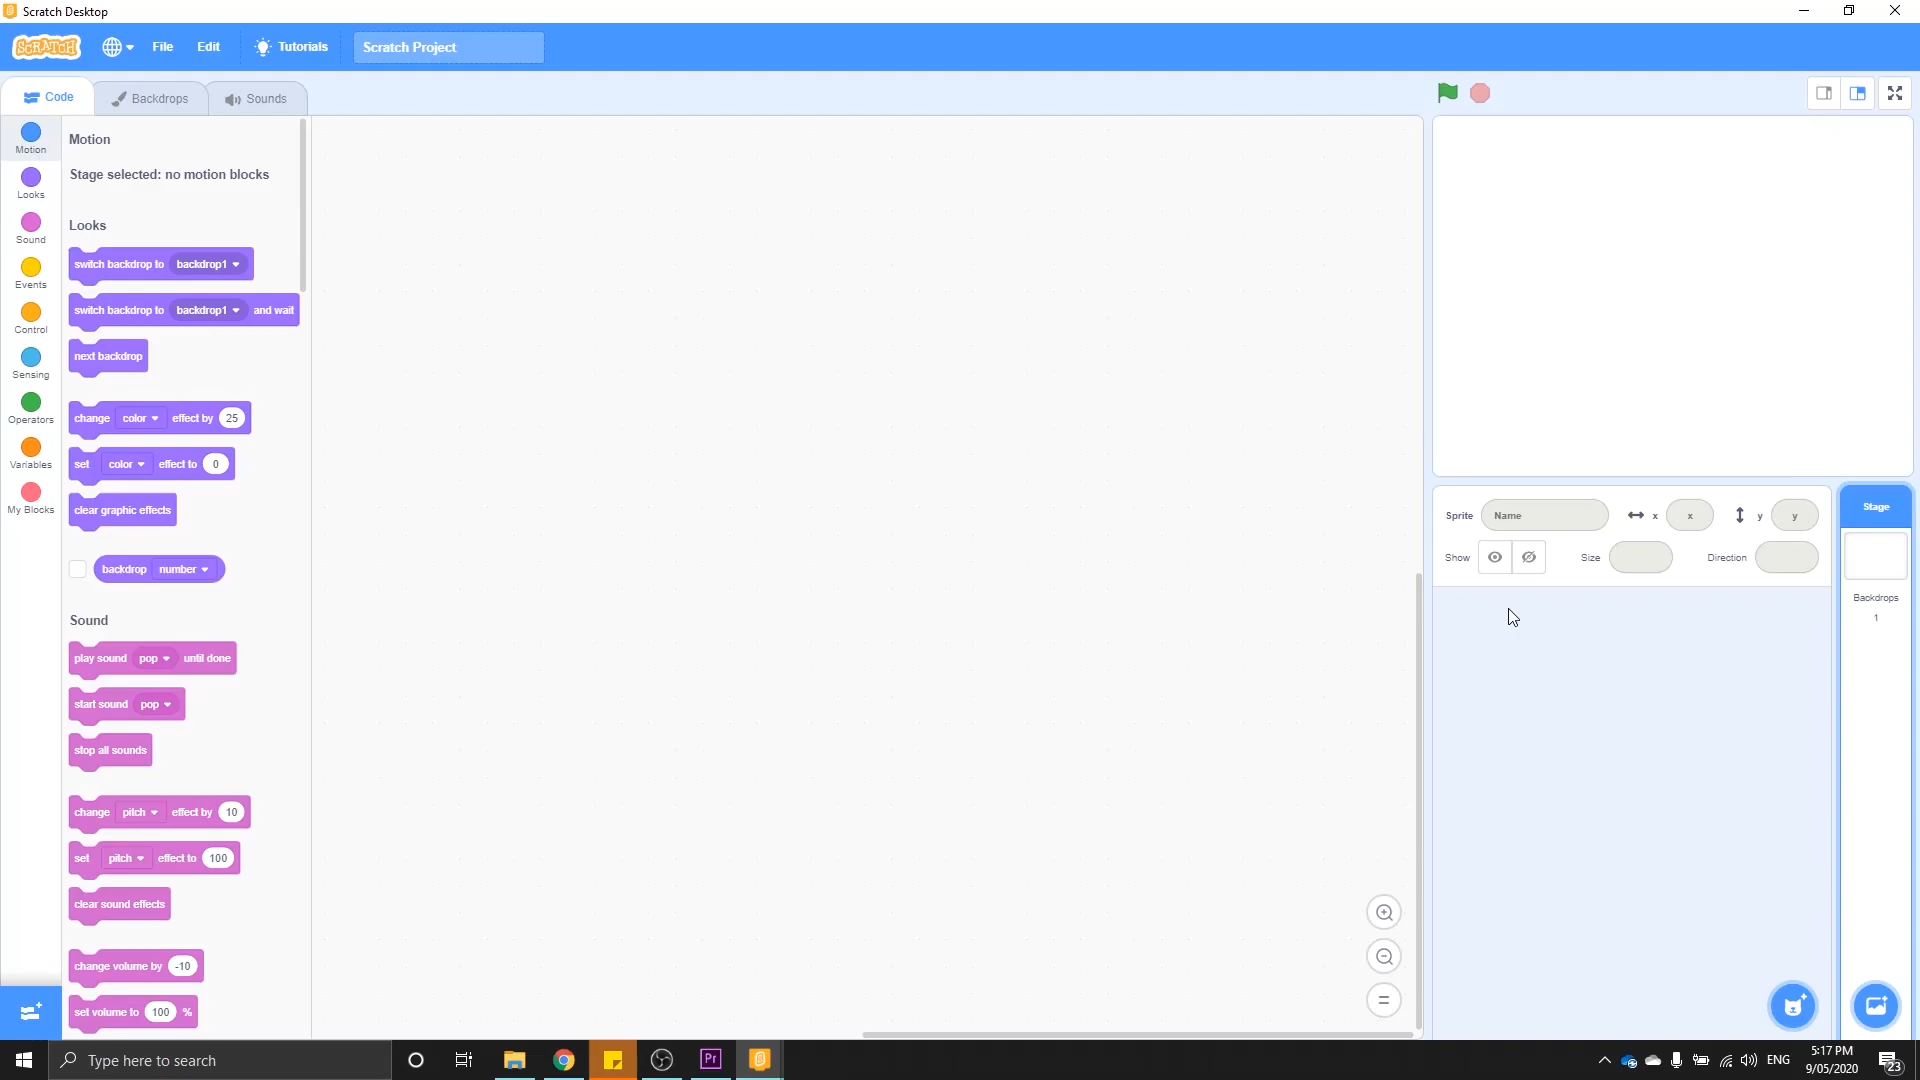 Scratch Desktop
SCRATCH File Edit Tutorials Scratch Project
Code Backdrops Sounds
Motion
Looks
Sound
Events
Control
Sensing
Operators
Variables
My Blocks
Motion
Stage selected: no motion blocks
Looks
switch backdrop to backdrop1
switch backdrop to backdrop1 and wait
next backdrop
change color effect by 25
set color effect to 0
clear graphic effects
backdrop number
Sound
play sound pop until done
start sound pop
stop all sounds
change pitch effect by 10
set pitch effect to 100
clear sound effects
change volume by -10
set volume to 100 %
Sprite Name x x y y
Show Size Direction
Stage
Backdrops
1
Type here to search
Pr
ENG
5:17 PM
9/05/2020
23